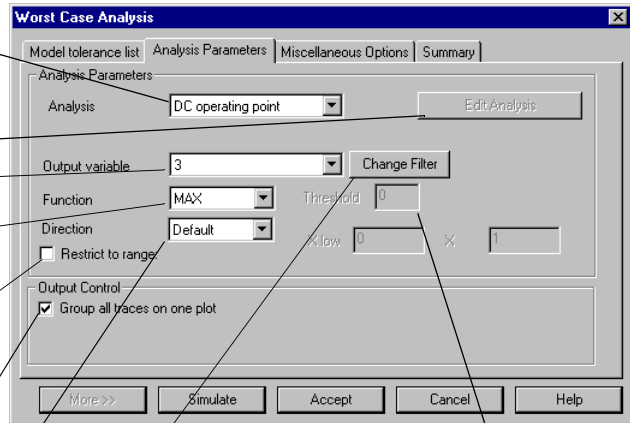 Worst Case Analysis
Model tolerance list Analysis Parameters Miscellaneous Options Summary
Analysis Parameters
Analysis DC operating point Edit Analysis
Output variable 3 Change Filter
Function MAX Threshold 0
Direction Default X low 0 X 1
Restrict to range:
Output Control
Group all traces on one plot
More >> Simulate Accept Cancel Help